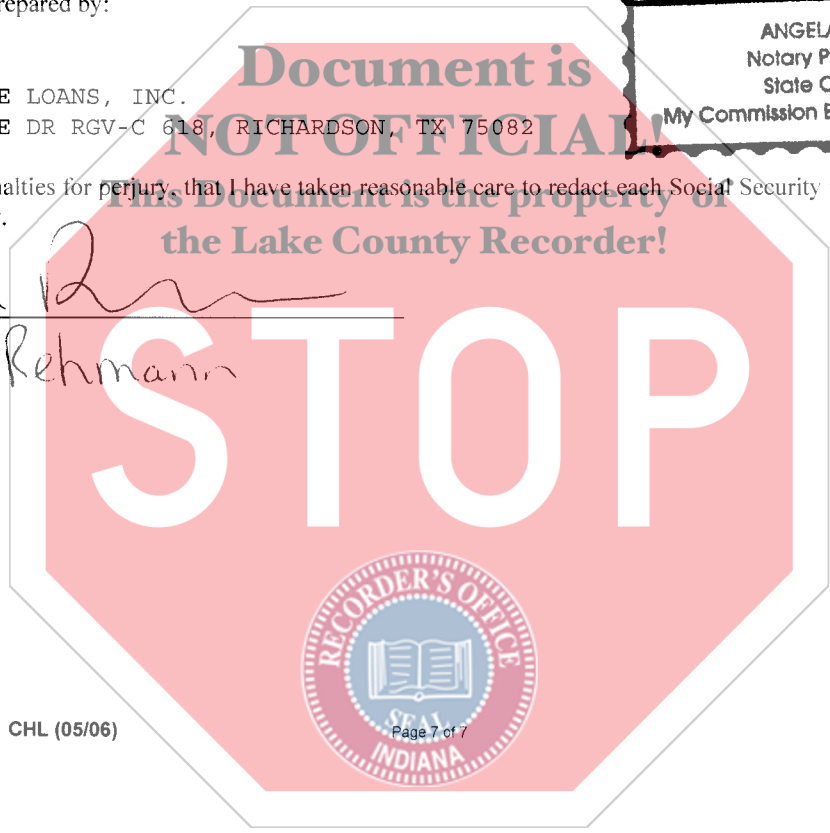 repared by:
ANGELA
Notary P
State O
My Commission E
Document is
E LOANS, INC.
E DR RGV-C 618, RICHARDSON, TX 75082
NOT OFFICIAL!
nalties for perjury, that I have taken reasonable care to redact each Social Security
This Document is the property of
the Lake County Recorder!
Rehmann
STOP
RECORDER'S OFFICE
SEAL
INDIANA
CHL (05/06)
Page 7 of 7